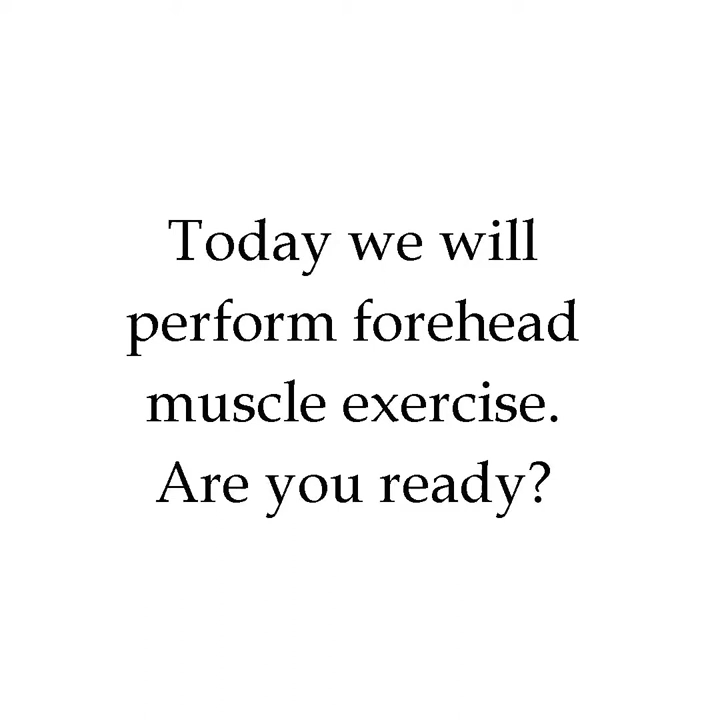 Today we will
perform forehead
muscle exercise.
Are you ready?